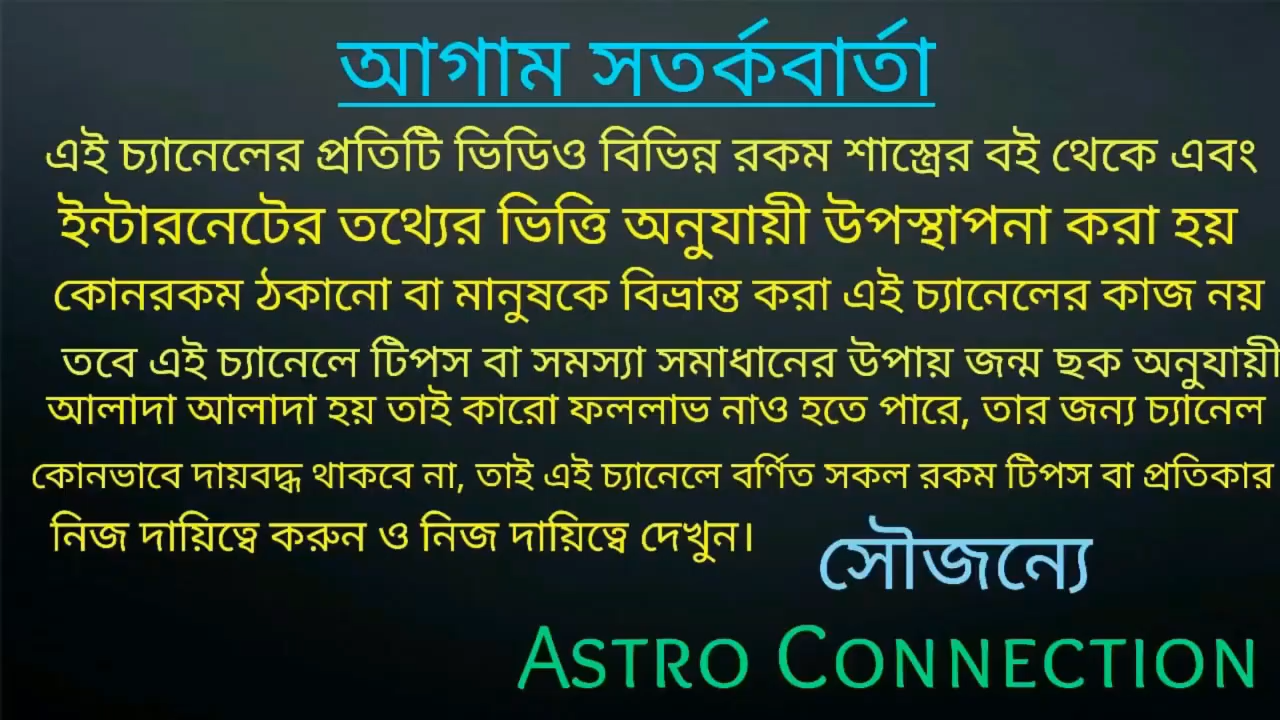 আগাম সতর্কবার্তা
এই চ্যানেলের প্রতিটি ভিডিও বিভিন্ন রকম শাস্ত্রের বই থেকে এবং
ইন্টারনেটের তথ্যের ভিত্তি অনুযায়ী উপস্থাপনা করা হয়
কোনরকম ঠকানো বা মানুষকে বিভ্রান্ত করা এই চ্যানেলের কাজ নয়
তবে এই চ্যানেলে টিপস বা সমস্যা সমাধানের উপায় জন্ম ছক অনুযায়ী
আলাদা আলাদা হয় তাই কারো ফললাভ নাও হতে পারে, তার জন্য চ্যানেল
কোনভাবে দায়বদ্ধ থাকবে না, তাই এই চ্যানেলে বর্ণিত সকল রকম টিপস বা প্রতিকার
নিজ দায়িত্বে করুন ও নিজ দায়িত্বে দেখুন।
সৌজন্যে
ASTRO CONNECTION